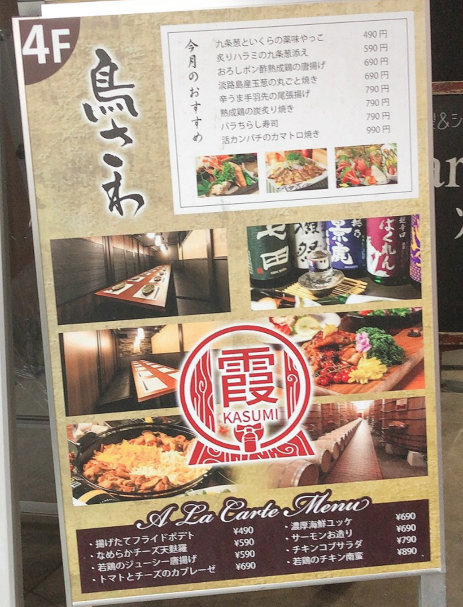 4F
鳥さわ
今月のおすすめ
九条葱といくらの薬味やっこ 490円
炙りハラミの九条葱添え 590円
おろしポン酢熟成鶏の唐揚げ 690円
淡路島産玉葱の丸ごと焼き 690円
辛うま手羽先の尾張揚げ 790円
熟成鶏の炭炙り焼き 790円
バラちらし寿司 790円
活カンパチのカマトロ焼き 990円
七田
景虎
はくれん
霞
KASUMI
A La Carte Menu
・揚げたてフライドポテト ¥490
・なめらかチーズ天麩羅 ¥590
・若鶏のジューシー唐揚げ ¥590
・トマトとチーズのカプレーゼ ¥690
・濃厚海鮮ユッケ ¥690
・サーモンお造り ¥690
・チキンコブサラダ ¥790
・若鶏のチキン南蛮 ¥890